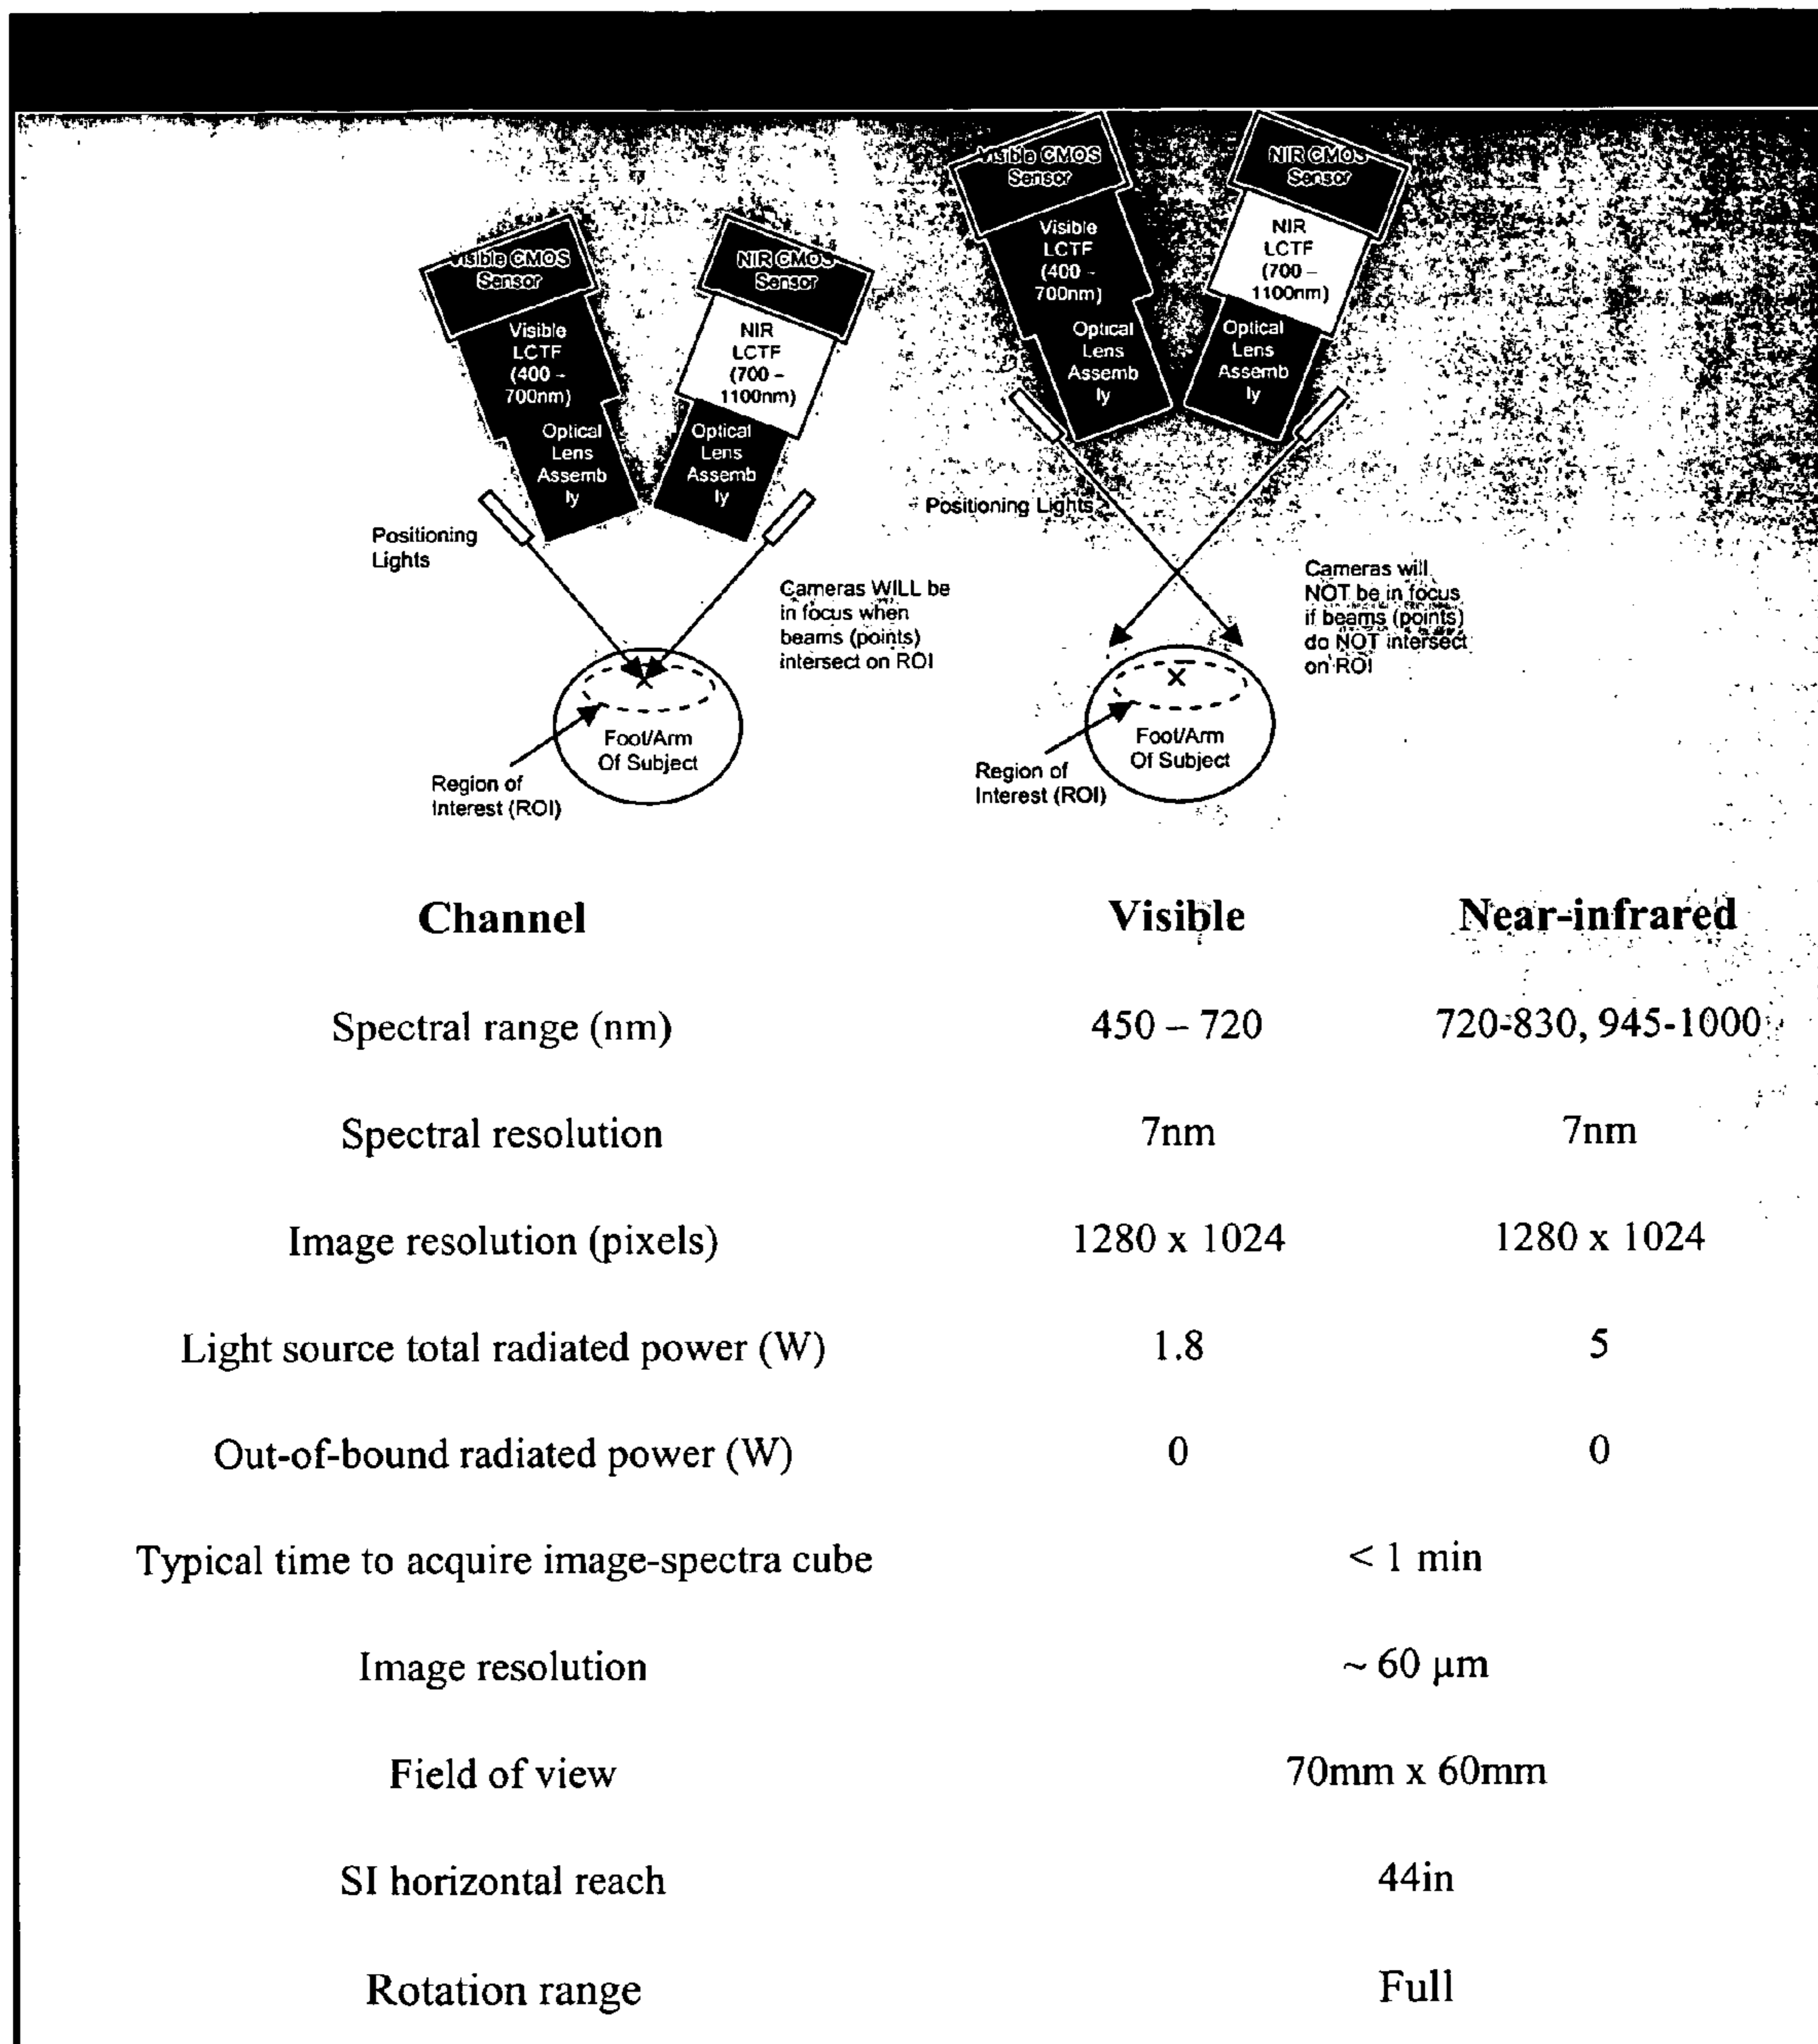 Visible CMOS
Sensor
Visible
LCTF
(400 –
700nm)
Optical
Lens
Assemb
ly
NIR CMOS
Sensor
NIR
LCTF
(700 –
1100nm)
Optical
Lens
Assemb
ly
Positioning
Lights
Cameras WILL be
in focus when
beams (points)
intersect on ROI
Foot/Arm
Of Subject
Region of
Interest (ROI)
Visible CMOS
Sensor
Visible
LCTF
(400 -
700nm)
Optical
Lens
Assemb
ly
NIR CMOS
Sensor
NIR
LCTF
(700 –
1100nm)
Optical
Lens
Assemb
ly
Positioning Lights
Cameras will
NOT be in focus
if beams (points)
do NOT intersect
on ROI
X
Foot/Arm
Of Subject
Region of
Interest (ROI)
Channel Visible Near-infrared
Spectral range (nm) 450 – 720 720-830, 945-1000
Spectral resolution 7nm 7nm
Image resolution (pixels) 1280 x 1024 1280 x 1024
Light source total radiated power (W) 1.8 5
Out-of-bound radiated power (W) 0 0
Typical time to acquire image-spectra cube < 1 min
Image resolution ~ 60 µm
Field of view 70mm x 60mm
SI horizontal reach 44in
Rotation range Full